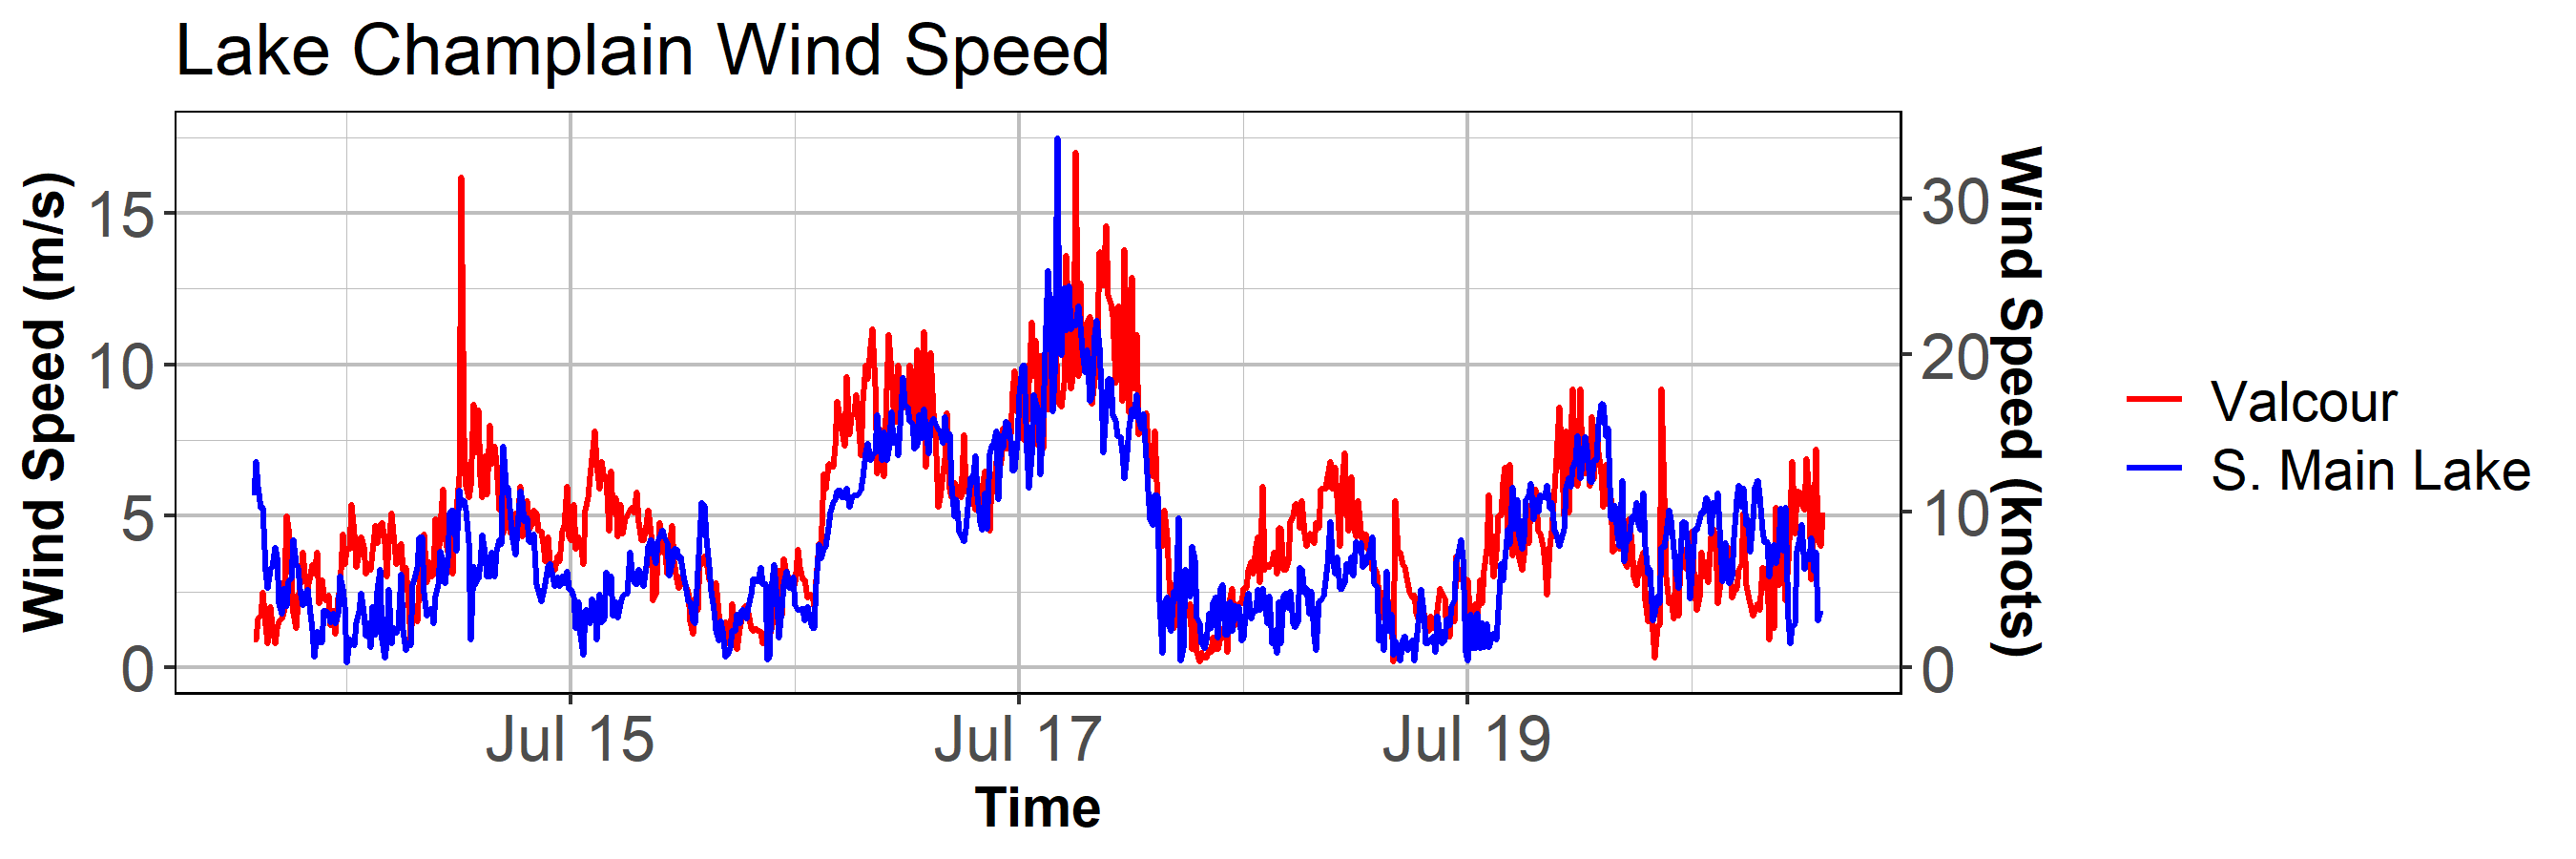 Lake Champlain Wind Speed
Wind Speed (m/s)
15
10
5
0
30
20
10
0
Wind Speed (knots)
Jul 15
Jul 17
Jul 19
Time
Valcour
S. Main Lake